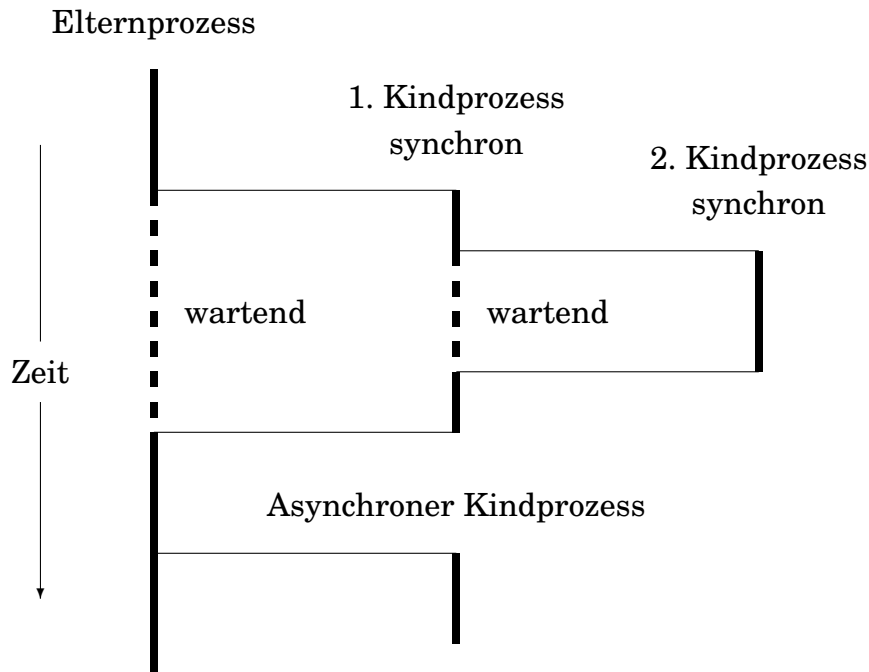 Elternprozess
1. Kindprozess
synchron
2. Kindprozess
synchron
wartend
wartend
Zeit
Asynchroner Kindprozess